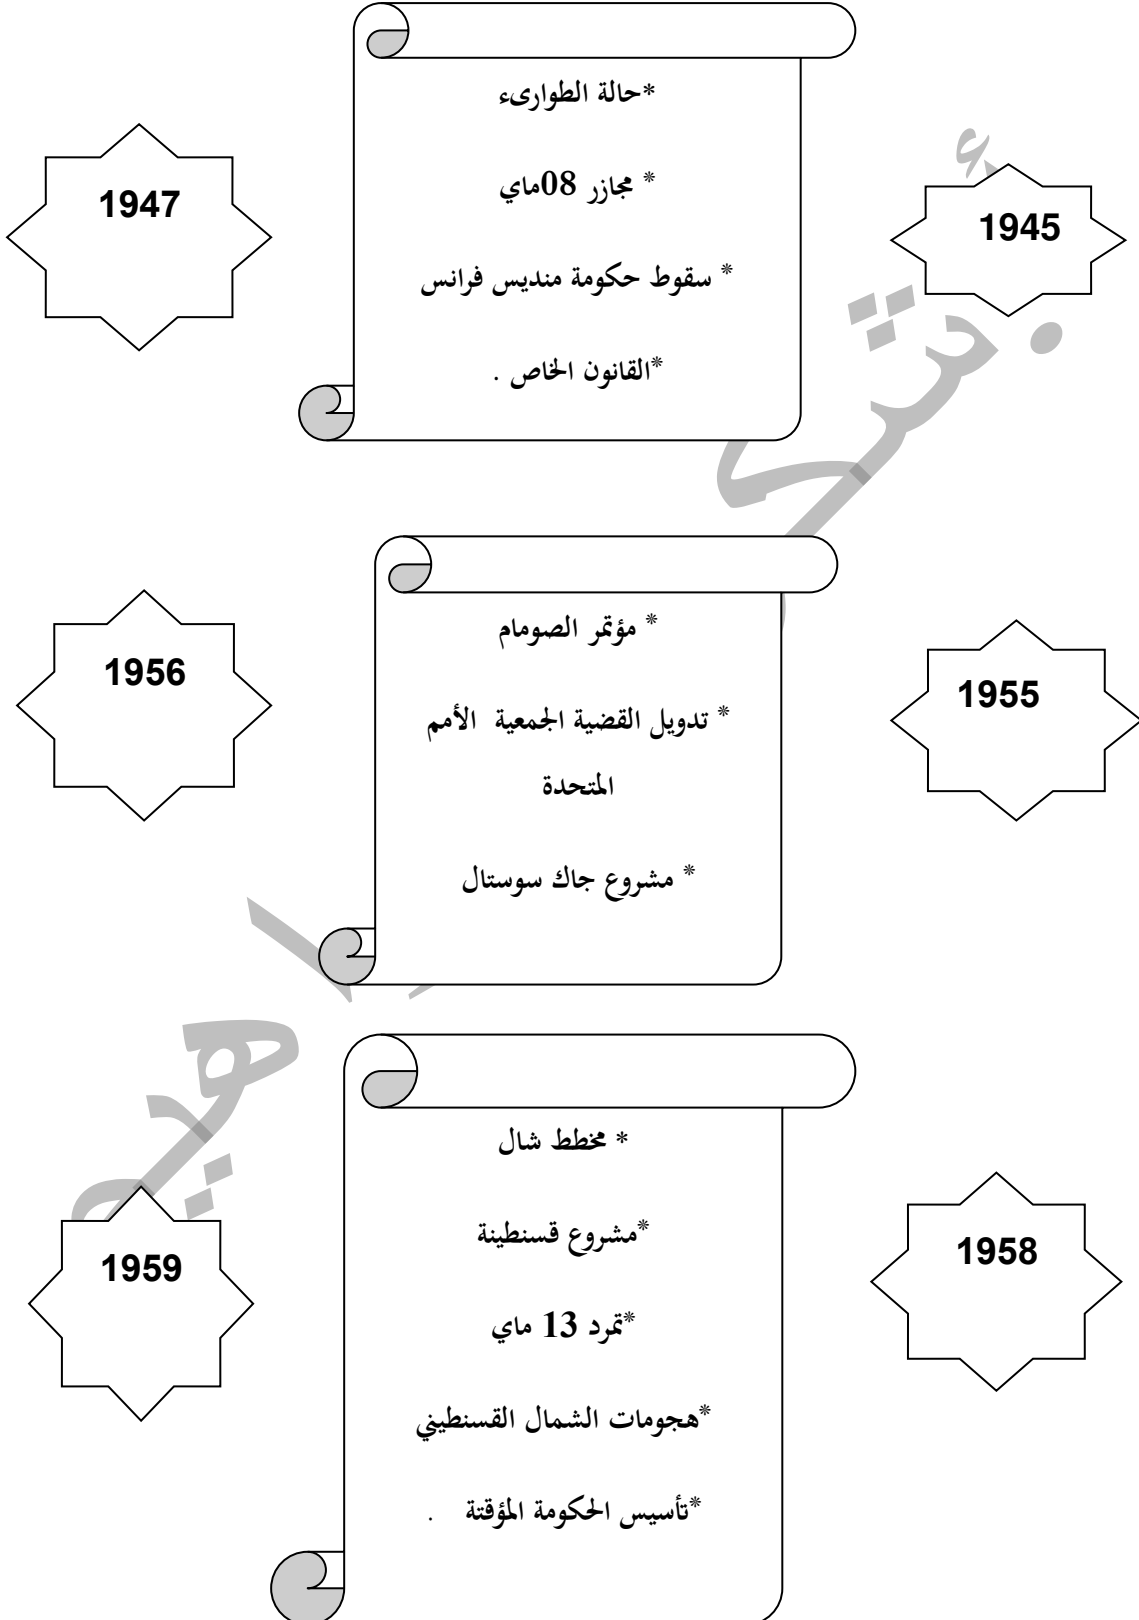 *حالة الطوارىء
* مجازر 08ماي
1945
1947
* سقوط حكومة منديس فرانس
*القانون الخاص .
* مؤتمر الصومام
1955
1956
* تدويل القضية الجمعية الأمم
المتحدة
* مشروع جاك سوستال
* مخطط شال
*مشروع قسنطينة
1958
1959
*تمرد 13 ماي
*هجومات الشمال القسنطيني
*تأسيس الحكومة المؤقتة .